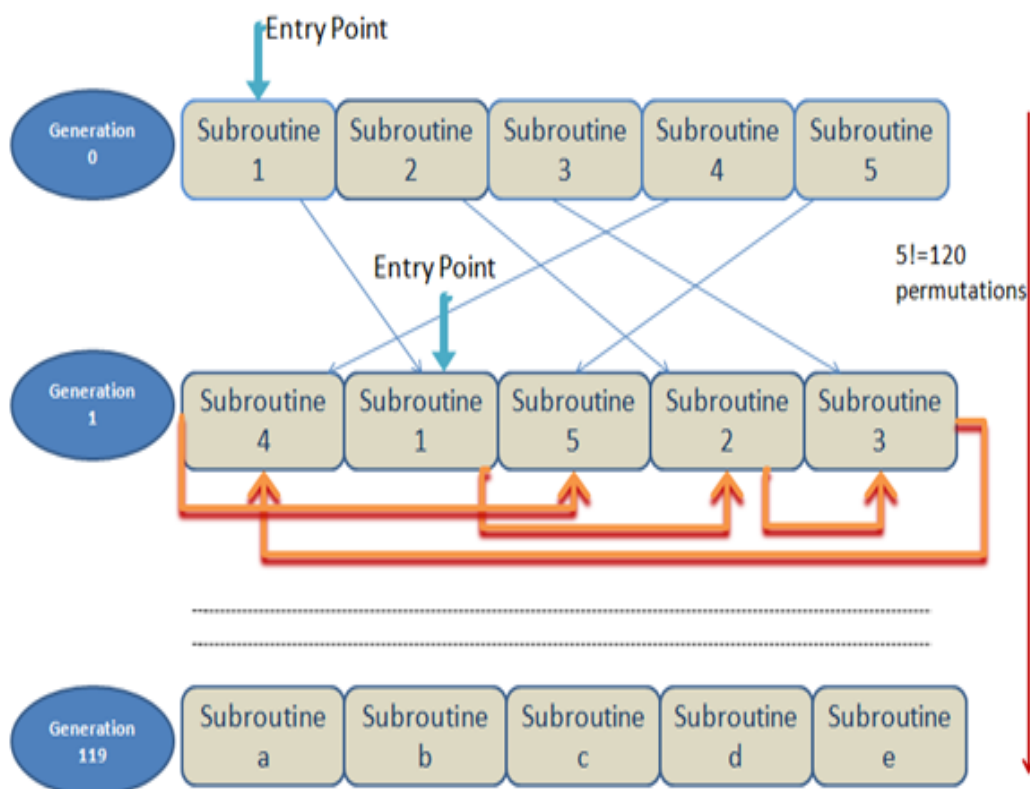 Entry Point
Generation
0
Subroutine
1
Subroutine
2
Subroutine
3
Subroutine
4
Subroutine
5
5!=120
permutations
Entry Point
Generation
1
Subroutine
4
Subroutine
1
Subroutine
5
Subroutine
2
Subroutine
3
Generation
119
Subroutine
a
Subroutine
b
Subroutine
c
Subroutine
d
Subroutine
e